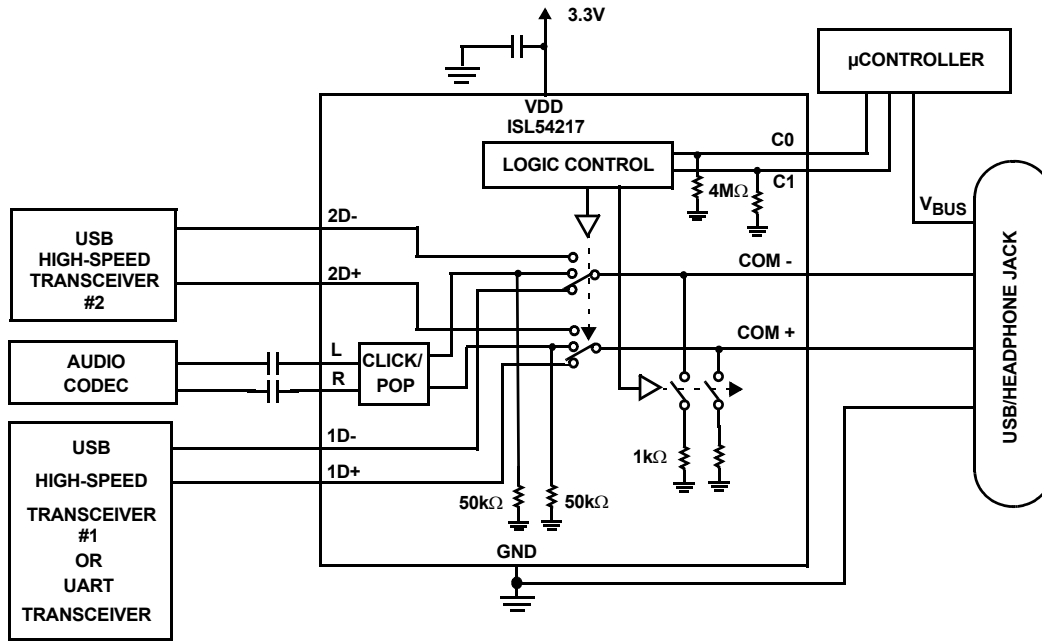 3.3V
µCONTROLLER
VDD
ISL54217
LOGIC CONTROL
C0
C1
4MΩ
VBUS
USB
HIGH-SPEED
TRANSCEIVER
#2
2D-
2D+
COM -
COM +
AUDIO
CODEC
L
R
CLICK/
POP
USB
HIGH-SPEED
TRANSCEIVER
#1
OR
UART
TRANSCEIVER
1D-
1D+
50kΩ
50kΩ
1kΩ
GND
USB/HEADPHONE JACK